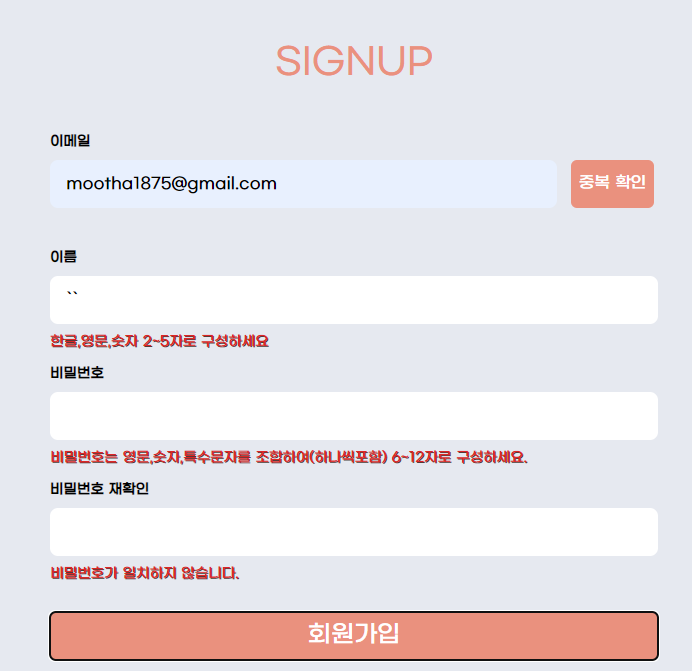 SIGNUP
이메일
mootha1875@gmail.com 중복 확인
이름
``
한글,영문,숫자 2~5자로 구성하세요
비밀번호
비밀번호는 영문,숫자,특수문자를 조합하여(하나씩포함) 6~12자로 구성하세요.
비밀번호 재확인
비밀번호가 일치하지 않습니다.
회원가입